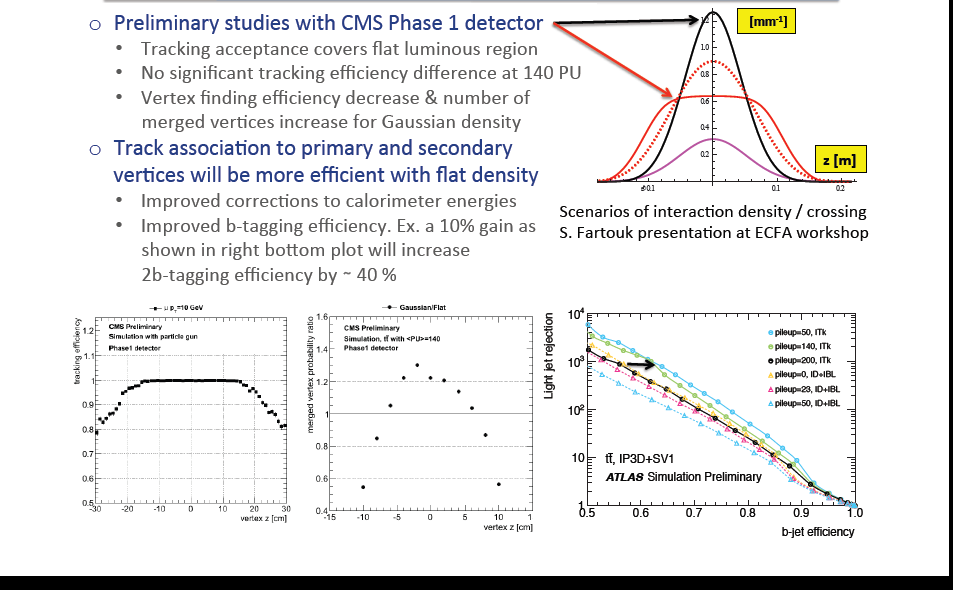 o Preliminary studies with CMS Phase 1 detector
• Tracking acceptance covers flat luminous region
• No significant tracking efficiency difference at 140 PU
• Vertex finding efficiency decrease & number of
merged vertices increase for Gaussian density
o Track association to primary and secondary
vertices will be more efficient with flat density
• Improved corrections to calorimeter energies
• Improved b-tagging efficiency. Ex. a 10% gain as
shown in right bottom plot will increase
2b-tagging efficiency by ~ 40 %
[mm⁻¹]
1.0
0.8
0.6
0.4
0.2
z [m]
0.1
0.1
0.2
Scenarios of interaction density / crossing
S. Fartouk presentation at ECFA workshop
μ pT=10 GeV
tracking efficiency
CMS Preliminary
Simulation with particle gun
Phase1 detector
1.2
1.1
1
0.9
0.8
0.7
0.6
0.5
-30 -20 -10 0 10 20 30
vertex z [cm]
Gaussian/Flat
merged vertex probability ratio
CMS Preliminary
Simulation, tt̄ with <PU>=140
Phase1 detector
1.6
1.4
1.2
1
0.8
0.6
0.4
-15 -10 -5 0 5 10 1
vertex z [cm]
Light jet rejection
10⁴
10³
10²
10
1
pileup=50, ITk
pileup=140, ITk
pileup=200, ITk
pileup=0, ID+IBL
pileup=23, ID+IBL
pileup=50, ID+IBL
tt̄, IP3D+SV1
ATLAS Simulation Preliminary
0.5 0.6 0.7 0.8 0.9 1.0
b-jet efficiency